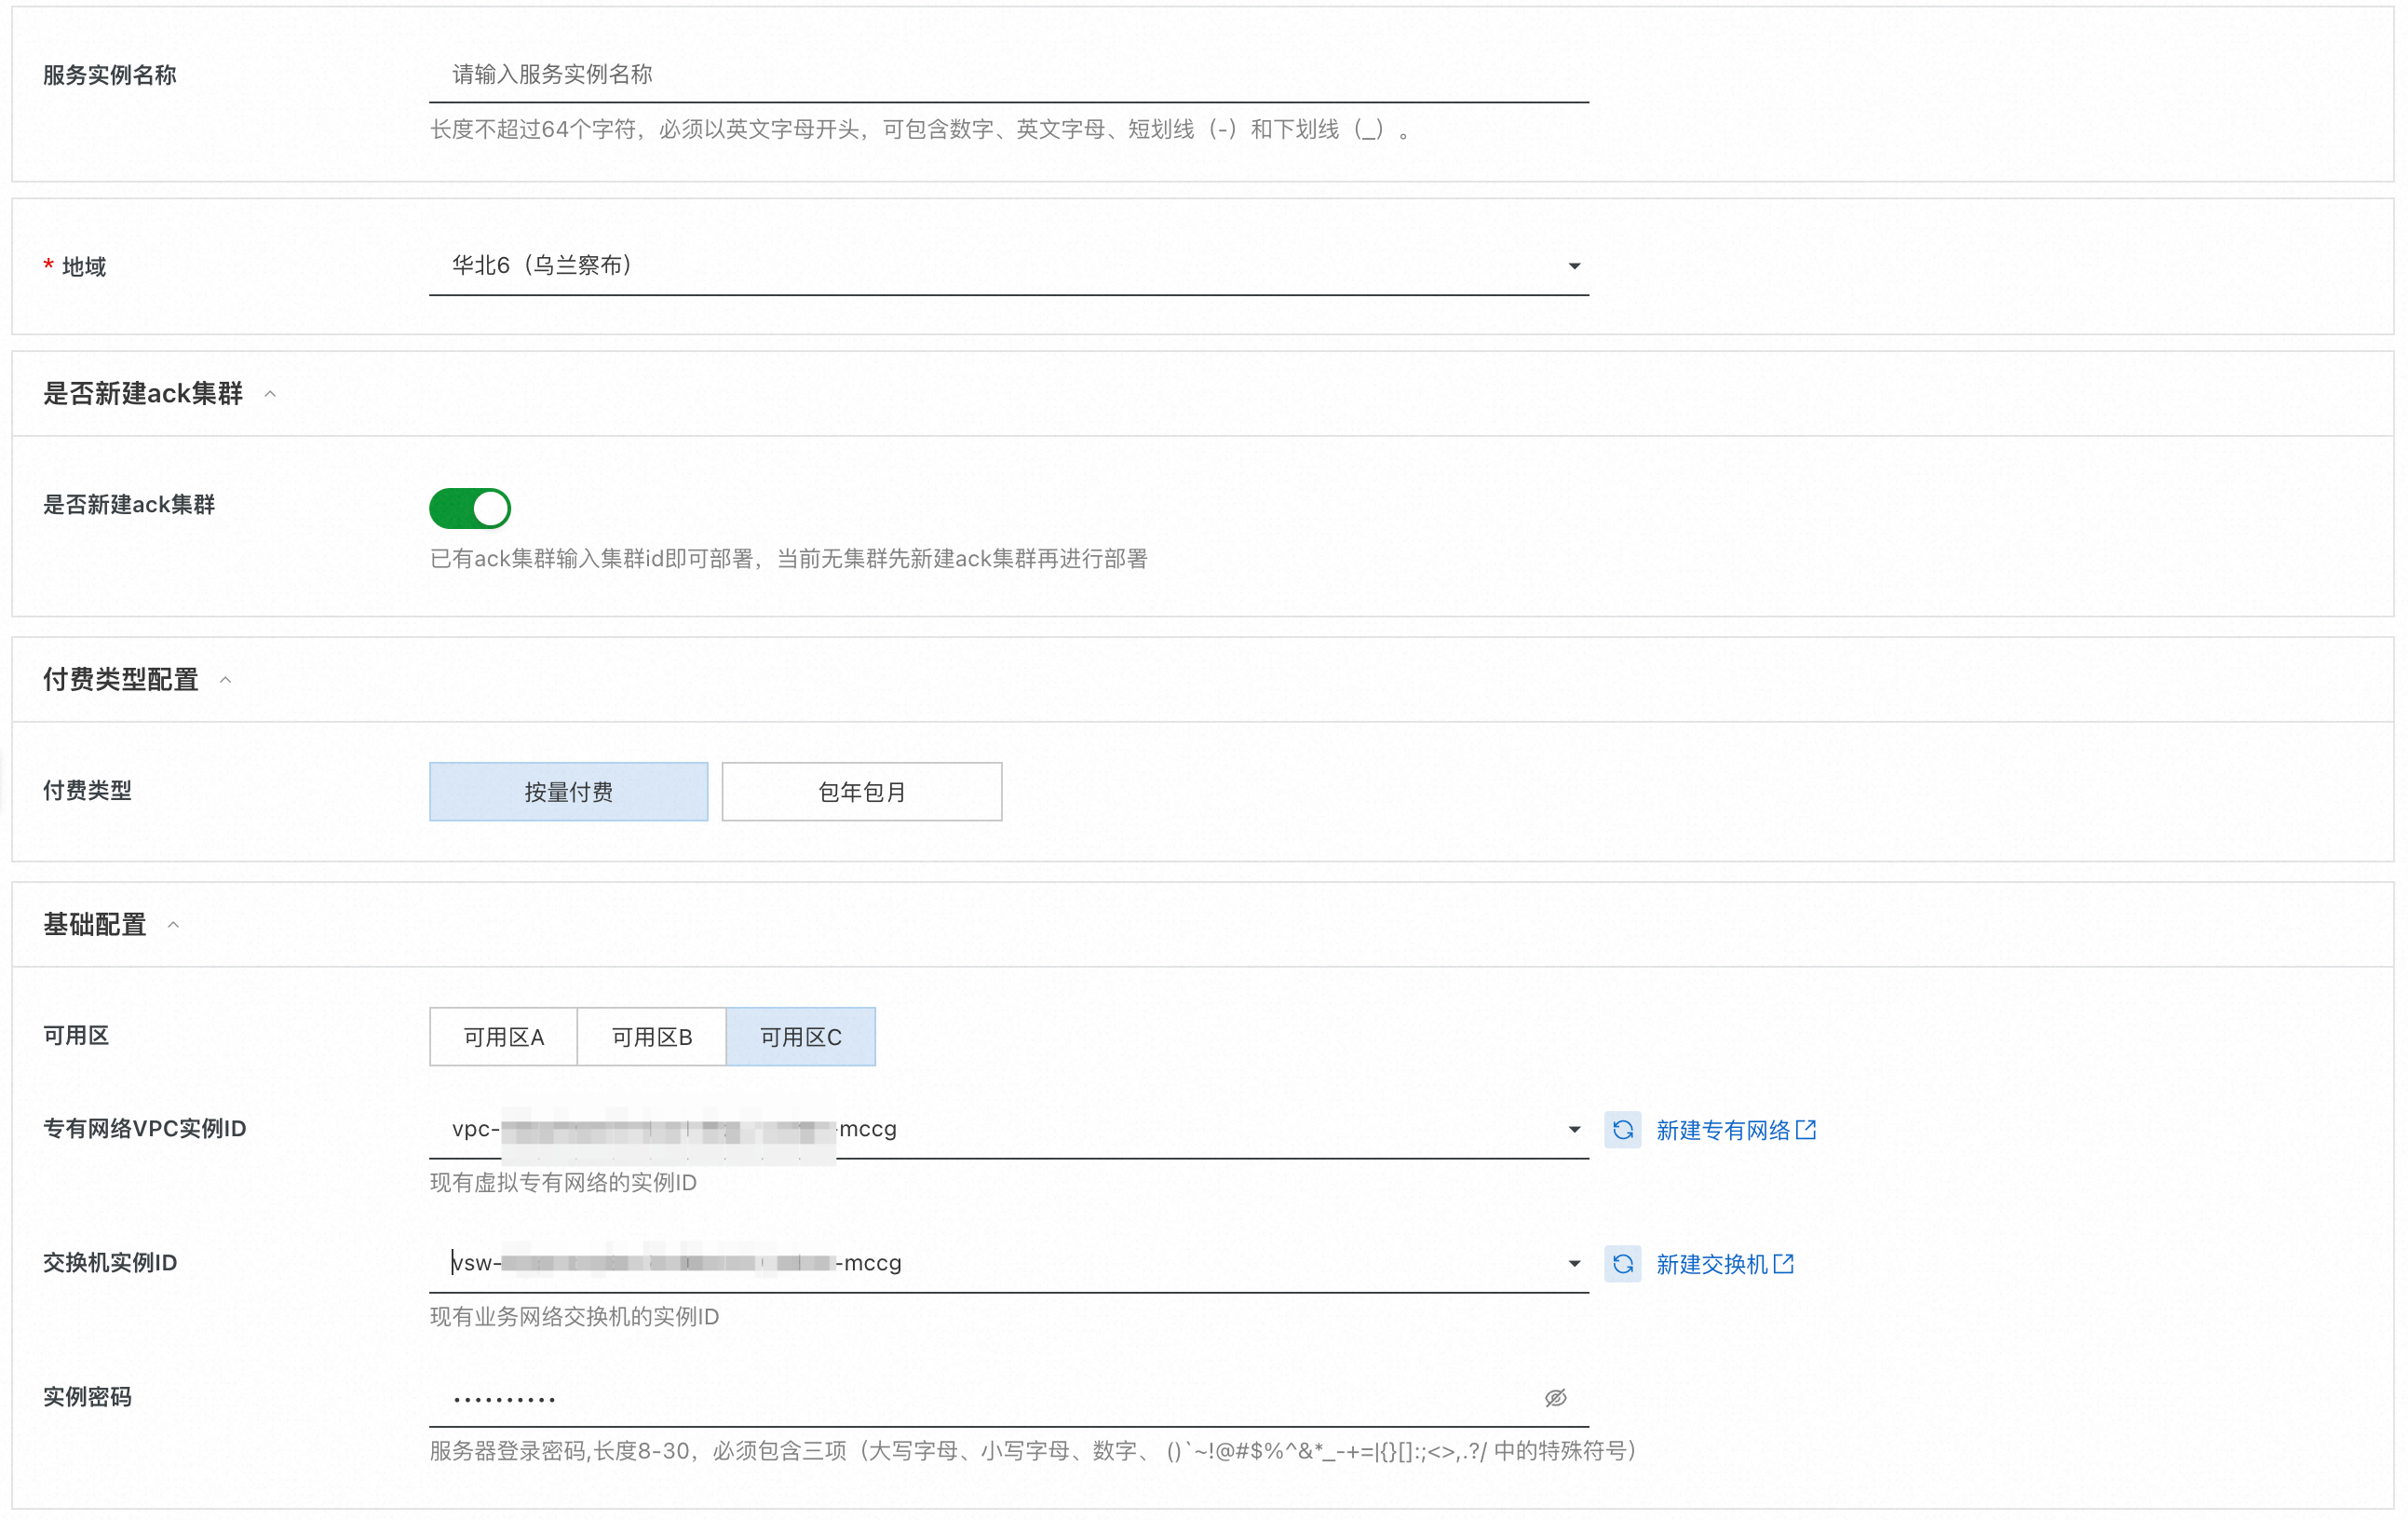 服务实例名称
请输入服务实例名称
长度不超过64个字符，必须以英文字母开头，可包含数字、英文字母、短划线（-）和下划线（_）。
* 地域
华北6（乌兰察布）
是否新建ack集群
是否新建ack集群
已有ack集群输入集群id即可部署，当前无集群先新建ack集群再进行部署
付费类型配置
付费类型
按量付费
包年包月
基础配置
可用区
可用区A
可用区B
可用区C
专有网络VPC实例ID
vpc- -mccg
新建专有网络
现有虚拟专有网络的实例ID
交换机实例ID
vsw- -mccg
新建交换机
现有业务网络交换机的实例ID
实例密码
••••••••••
服务器登录密码,长度8-30，必须包含三项（大写字母、小写字母、数字、 ()`~!@#$%^&*_-+=|{}[]:;<>,.?/ 中的特殊符号）